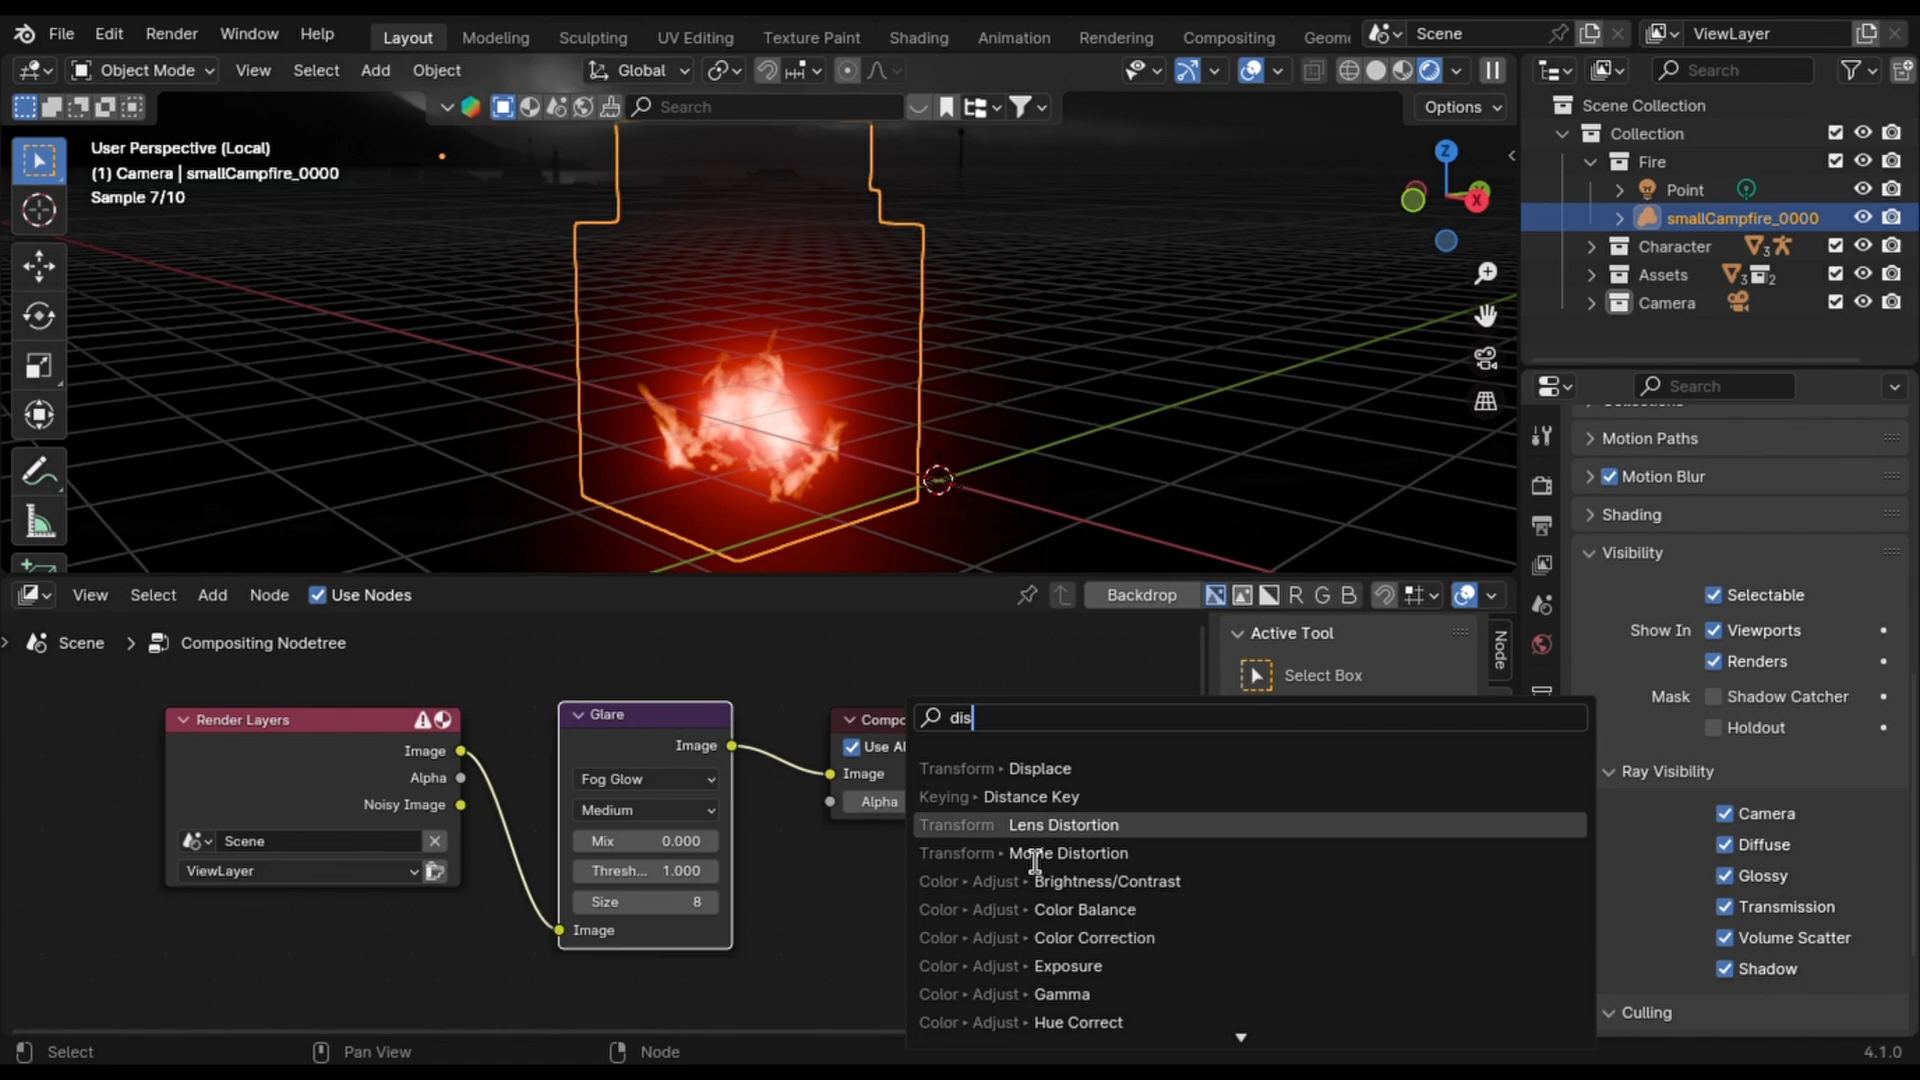 File Edit Render Window Help Layout Modeling Sculpting UV Editing Texture Paint Shading Animation Rendering Compositing Geome Scene ViewLayer
Object Mode View Select Add Object Global Search
Search Options
User Perspective (Local)
(1) Camera | smallCampfire_0000
Sample 7/10
Z
X
Scene Collection
Collection
Fire
Point
smallCampfire_0000
Character 3
Assets 3 2
Camera
Search
Motion Paths
Motion Blur
Shading
Visibility
Selectable
Show In Viewports
Renders
Mask Shadow Catcher
Holdout
Ray Visibility
Camera
Diffuse
Glossy
Transmission
Volume Scatter
Shadow
Culling
View Select Add Node Use Nodes Backdrop R G B
Scene Compositing Nodetree
Active Tool
Select Box
Node
Render Layers
Image
Alpha
Noisy Image
Scene
ViewLayer
Glare
Image
Fog Glow
Medium
Mix 0.000
Thresh... 1.000
Size 8
Image
Compo
Use Al
Image
Alpha
dis
Transform Displace
Keying Distance Key
Transform Lens Distortion
Transform Distortion
Color Adjust Brightness/Contrast
Color Adjust Color Balance
Color Adjust Color Correction
Color Adjust Exposure
Color Adjust Gamma
Color Adjust Hue Correct
Select Pan View Node 4.1.0